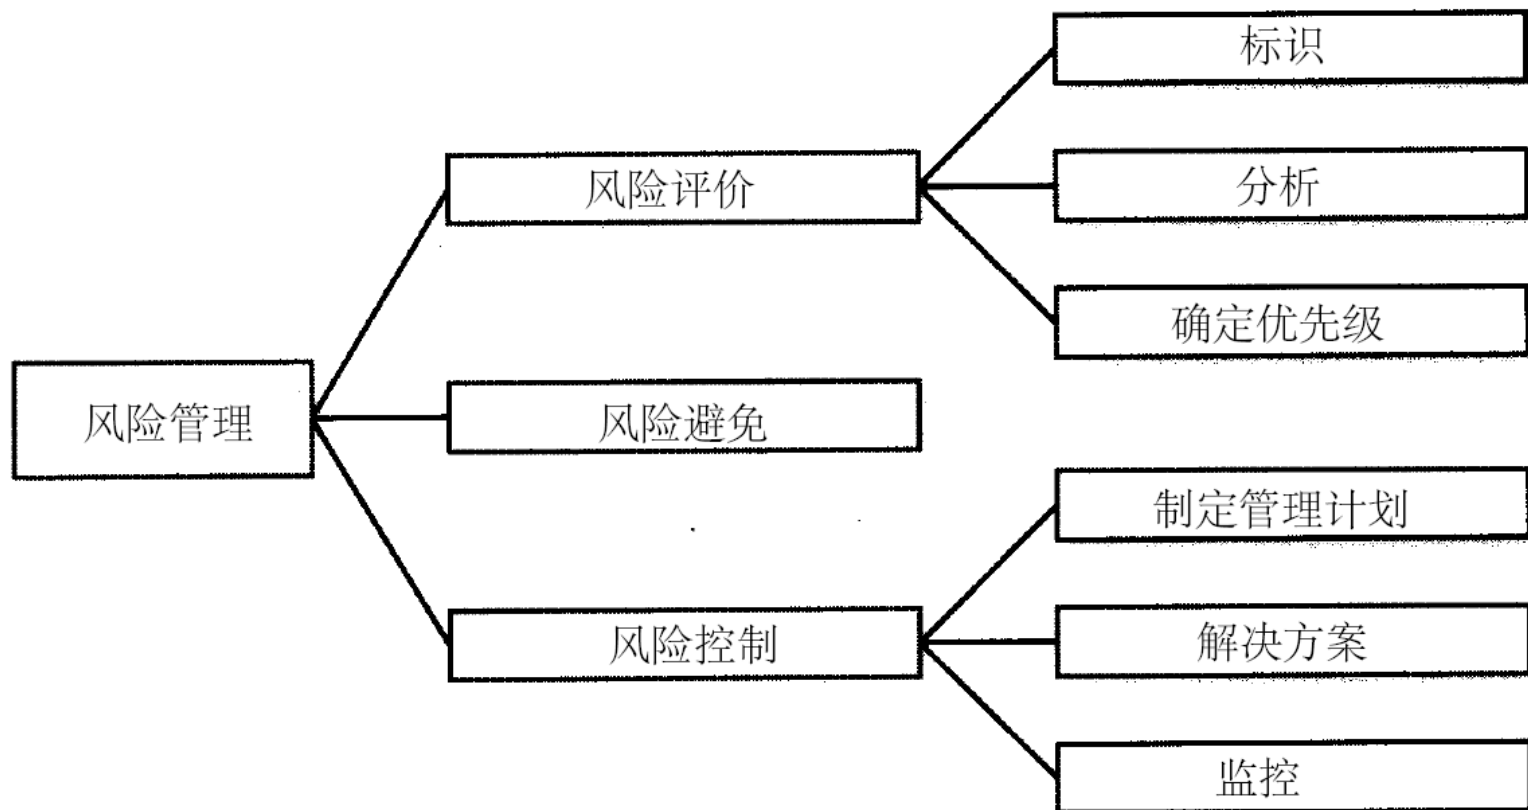 标识
风险评价
分析
确定优先级
风险管理
风险避免
制定管理计划
风险控制
解决方案
监控